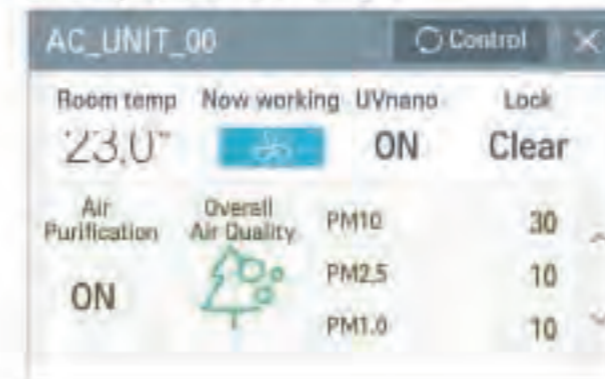 AC_UNIT_00 Control
Room temp Now working UVnano Lock
23.0° ON Clear
Air Purification Overall Air Quality PM10 30
ON PM2.5 10
PM1.0 10